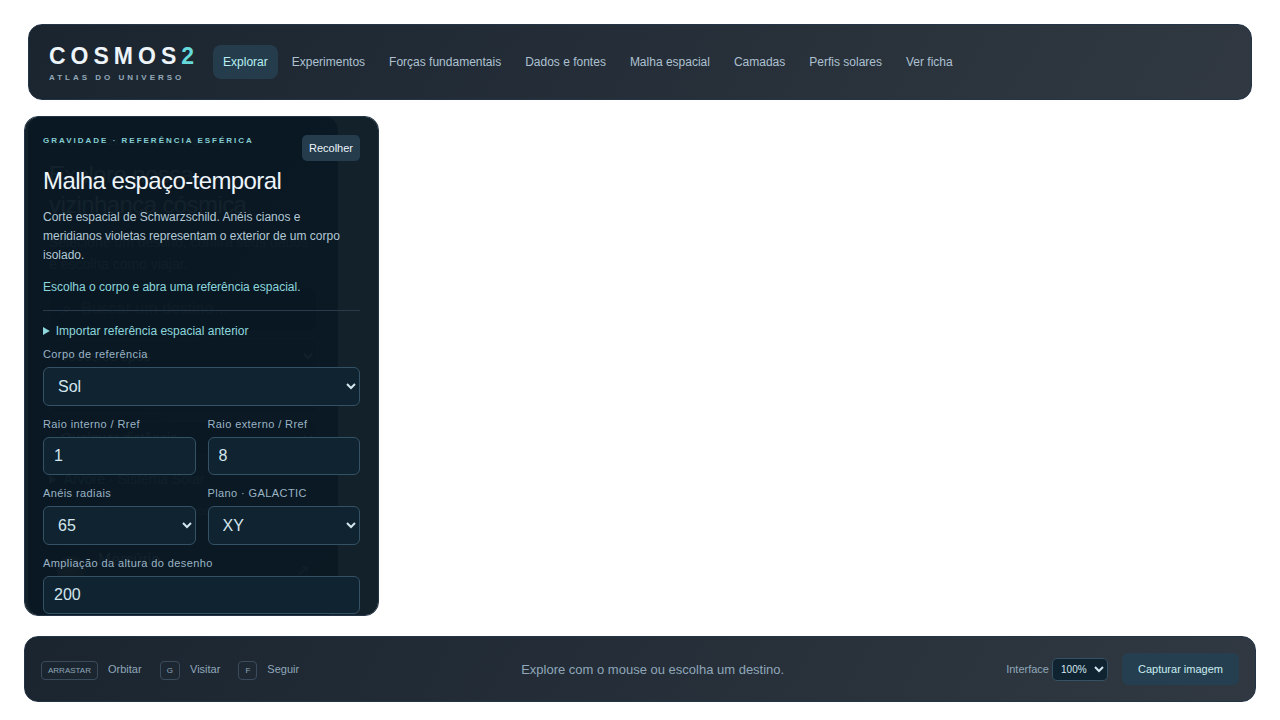 COSMOS2
ATLAS DO UNIVERSO
Explorar
Experimentos
Forças fundamentais
Dados e fontes
Malha espacial
Camadas
Perfis solares
Ver ficha
GRAVIDADE · REFERÊNCIA ESFÉRICA
Recolher
Malha espaço-temporal
vizinhança cósmica
Corte espacial de Schwarzschild. Anéis cianos e
meridianos violetas representam o exterior de um corpo
isolado.
Escolha o corpo e abra uma referência espacial.
Importar referência espacial anterior
Corpo de referência
Sol
Raio interno / Rref
Raio externo / Rref
1
8
Anéis radiais
Plano · GALACTIC
65
XY
Ampliação da altura do desenho
200
ARRASTAR Orbitar G Visitar F Seguir
Explore com o mouse ou escolha um destino.
Interface 100%
Capturar imagem